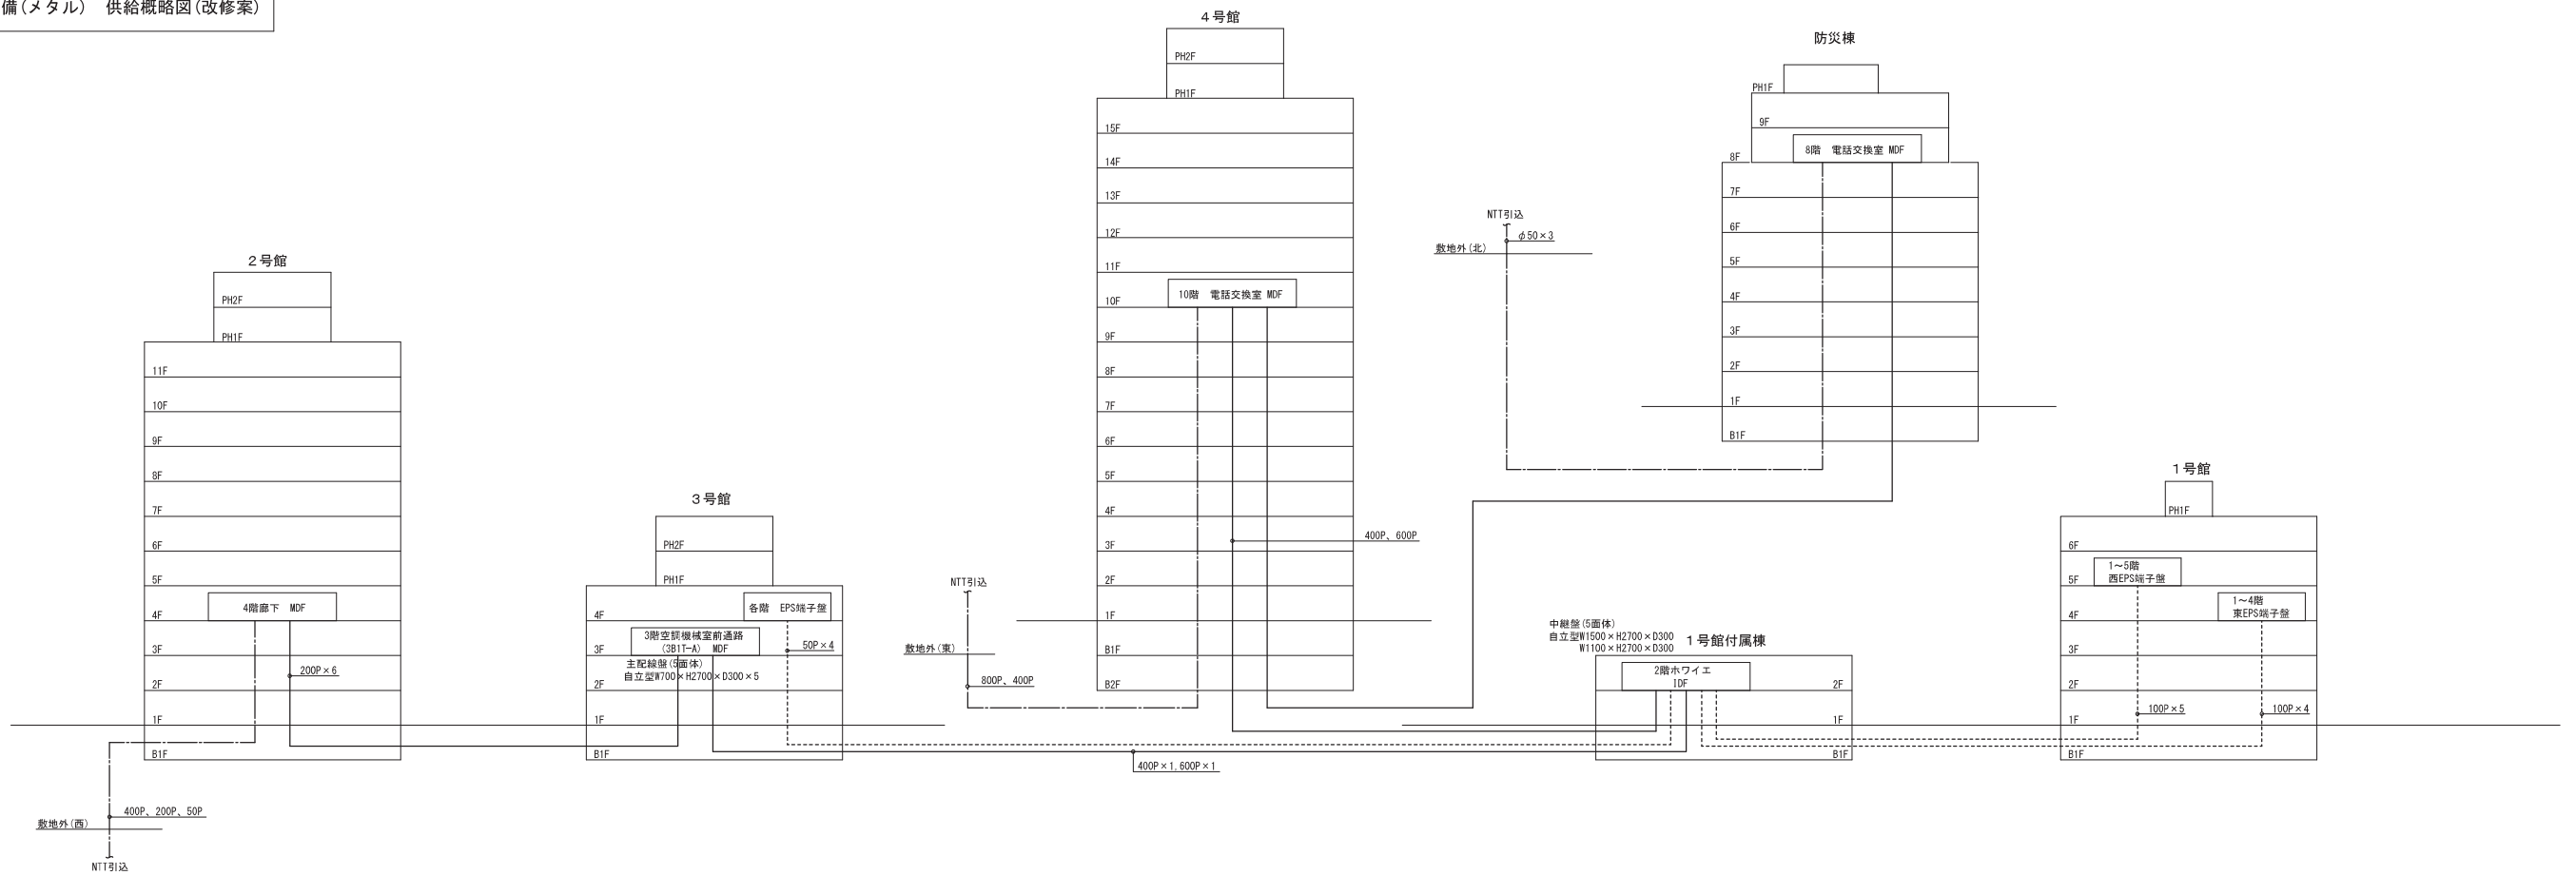 備(メタル) 供給概略図(改修案)
4号館
PH2F
PH1F
15F
14F
13F
12F
11F
10階 電話交換室 MDF
10F
9F
8F
7F
6F
5F
4F
400P、600P
3F
2F
1F
B1F
B2F
防災棟
PH1F
9F
8階 電話交換室 MDF
8F
7F
6F
5F
4F
3F
2F
1F
B1F
NTT引込
φ50×3
敷地外(北)
2号館
PH2F
PH1F
11F
10F
9F
8F
7F
6F
5F
4階廊下 MDF
4F
3F
200P×6
2F
1F
B1F
400P、200P、50P
敷地外(西)
NTT引込
3号館
PH2F
PH1F
4F
各階 EPS端子盤
3階空調機械室前通路
(3B1T-A) MDF
3F
50P×4
主配線盤(5面体)
自立型W700×H2700×D300×5
2F
1F
B1F
NTT引込
敷地外(東)
800P、400P
400P×1,600P×1
中継盤(5面体)
自立型W1500×H2700×D300
W1100×H2700×D300
1号館付属棟
2階ホワイエ
IDF
2F
1F
B1F
1号館
PH1F
6F
1~5階
西EPS端子盤
5F
1~4階
東EPS端子盤
4F
3F
2F
100P×5
100P×4
1F
B1F